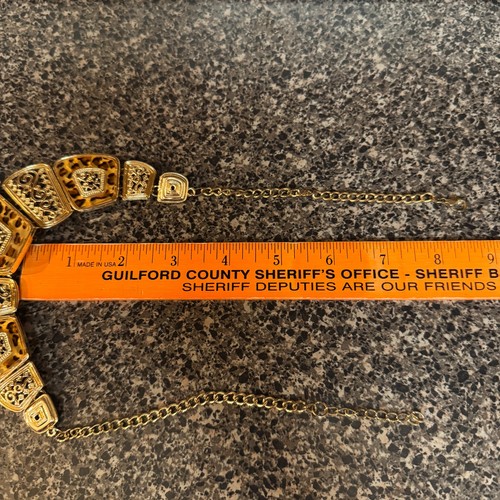 1 MADE IN USA 2 3 4 5 6 7 8 9
GUILFORD COUNTY SHERIFF'S OFFICE - SHERIFF B
SHERIFF DEPUTIES ARE OUR FRIENDS